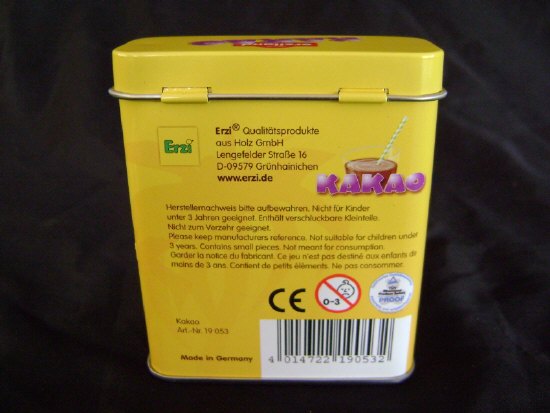 Erzi
Erzi® Qualitätsprodukte
aus Holz GmbH
Lengefelder Straße 16
D-09579 Grünhainichen
www.erzi.de
KAKAO
Herstellernachweis bitte aufbewahren. Nicht für Kinder
unter 3 Jahren geeignet. Enthält verschluckbare Kleinteile.
Nicht zum Verzehr geeignet.
Please keep manufacturers reference. Not suitable for children under
3 years. Contains small pieces. Not meant for consumption.
Garder la notice du fabricant. Ce jeu n'est pas destiné aux enfants de
moins de 3 ans. Contient de petits éléments. Ne pas consommer.
CE
0-3
PROOF
Kakao
Art.-Nr. 19 053
Made in Germany
4 014722 190532